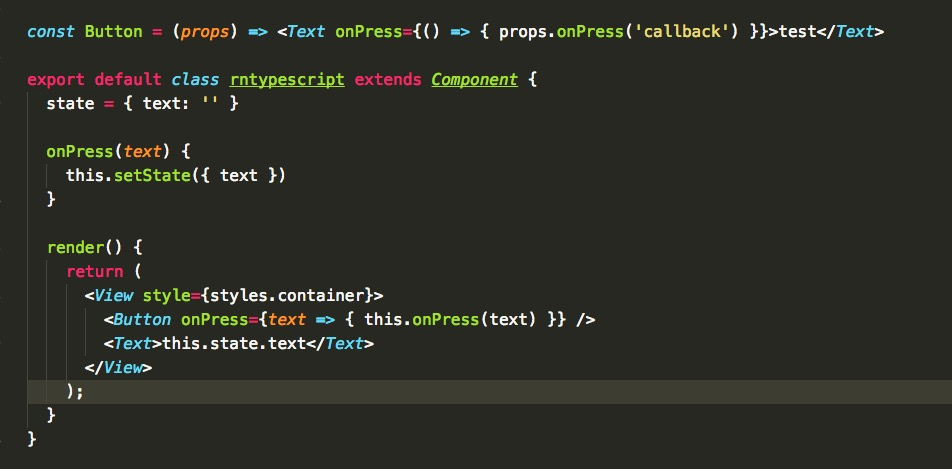 const Button = (props) => <Text onPress={() => { props.onPress('callback') }}>test</Text>
export default class rntypescript extends Component {
state = { text: '' }
onPress(text) {
this.setState({ text })
}
render() {
return (
<View style={styles.container}>
<Button onPress={text => { this.onPress(text) }} />
<Text>this.state.text</Text>
</View>
);
}
}